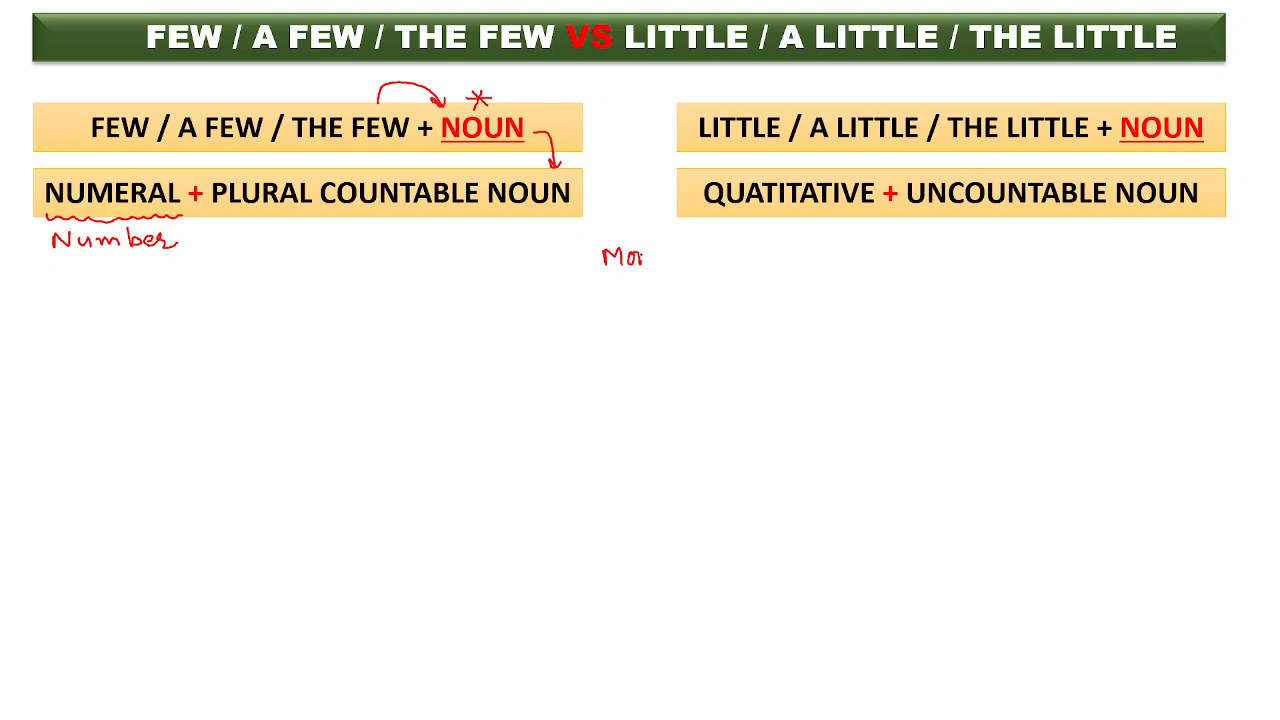 FEW / A FEW / THE FEW VS LITTLE / A LITTLE / THE LITTLE
FEW / A FEW / THE FEW + NOUN
NUMERAL + PLURAL COUNTABLE NOUN
Number
LITTLE / A LITTLE / THE LITTLE + NOUN
QUATITATIVE + UNCOUNTABLE NOUN